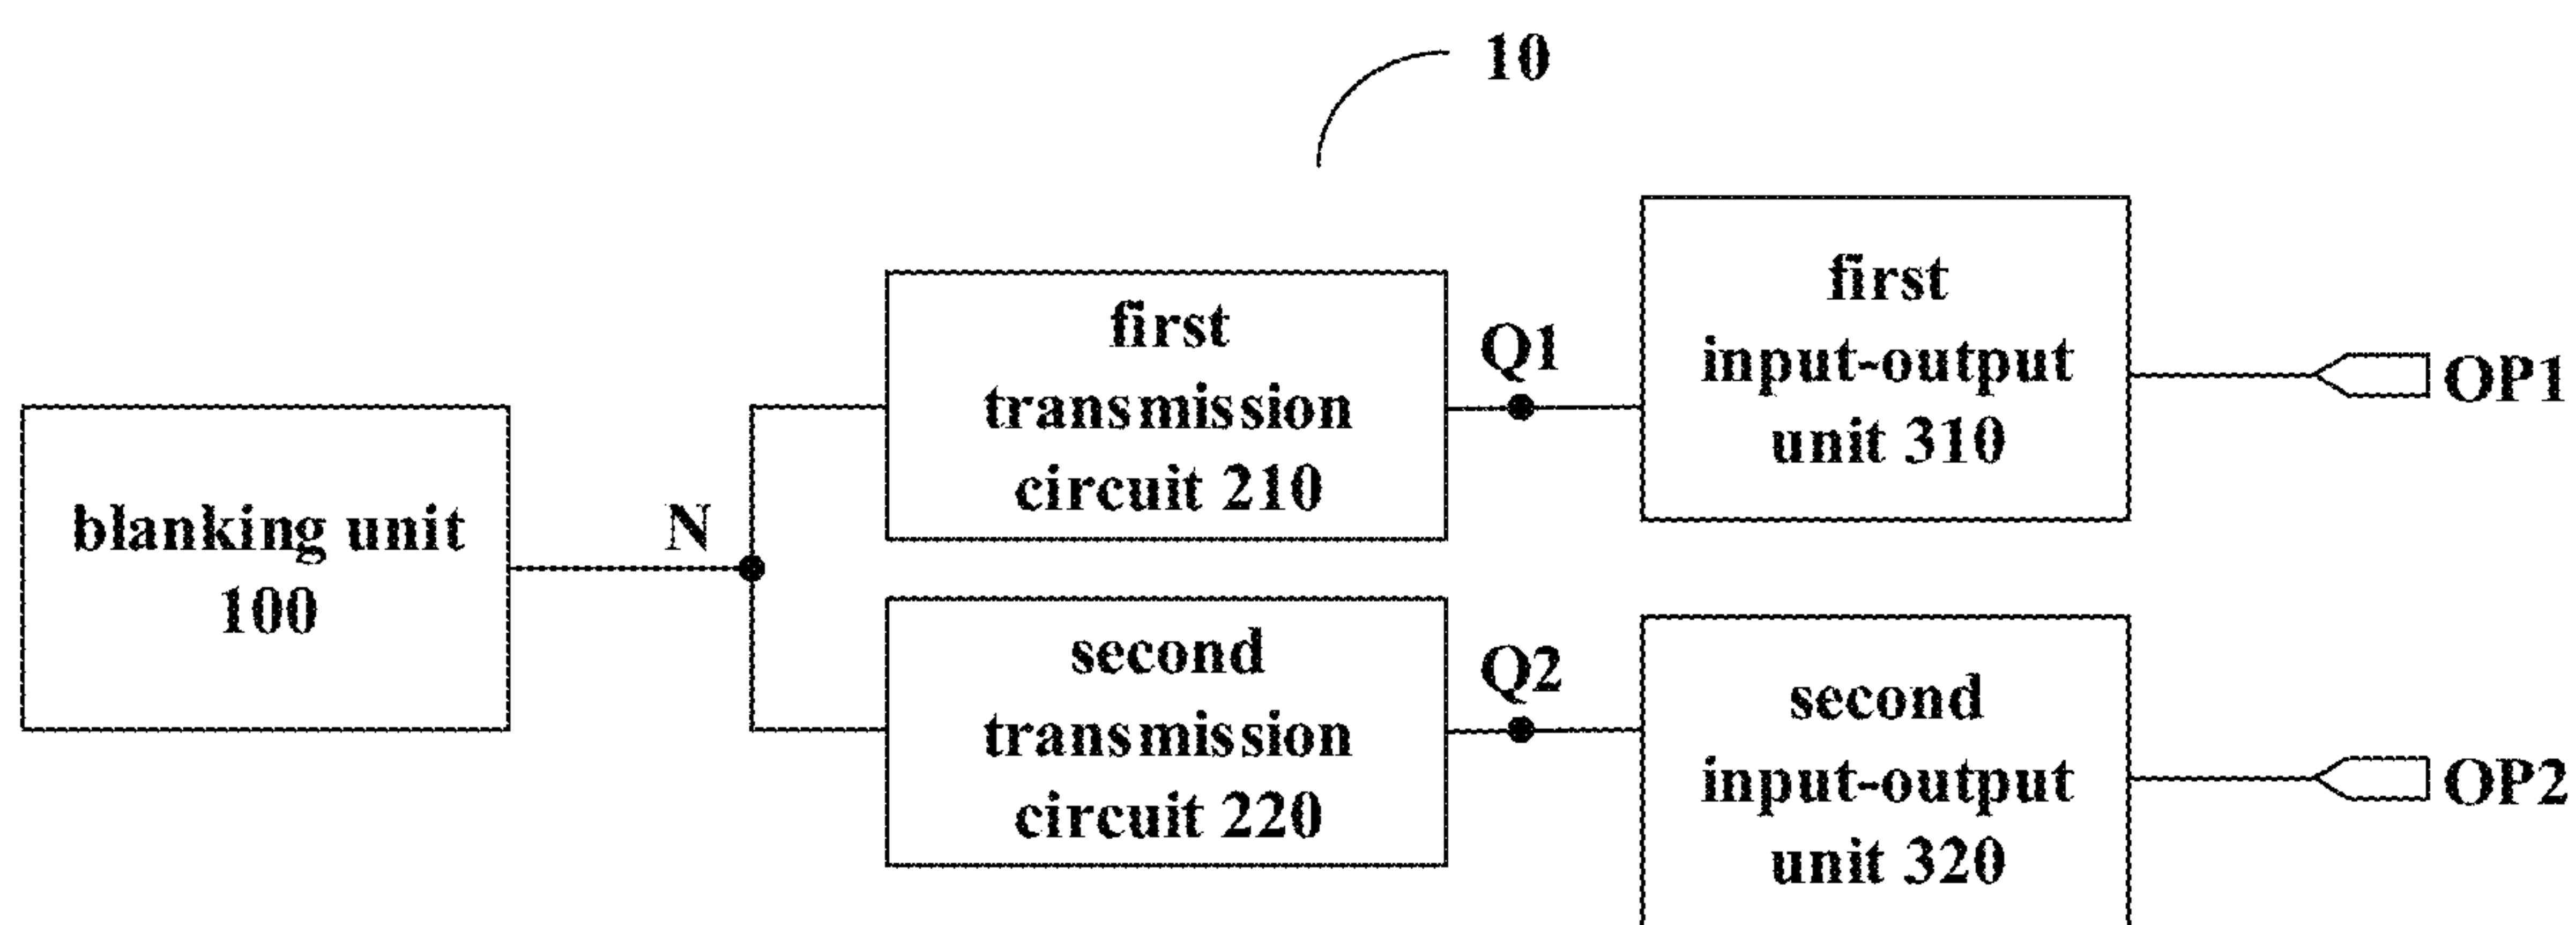 10
blanking unit
100
N
first
transmission
circuit 210
Q1
first
input-output
unit 310
OP1
second
transmission
circuit 220
Q2
second
input-output
unit 320
OP2